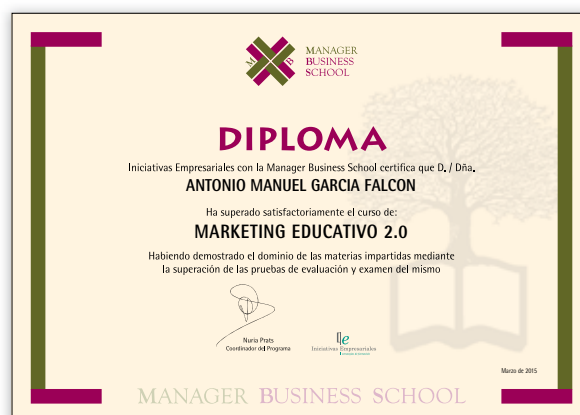 M B
MANAGER
BUSINESS
SCHOOL
DIPLOMA
Iniciativas Empresariales con la Manager Business School certifica que D. / Dña.
ANTONIO MANUEL GARCIA FALCON
Ha superado satisfactoriamente el curso de:
MARKETING EDUCATIVO 2.0
Habiendo demostrado el dominio de las materias impartidas mediante
la superación de las pruebas de evaluación y examen del mismo
Nuria Prats
Coordinador del Programa
Ile
Iniciativas Empresariales
Marzo de 2015
MANAGER BUSINESS SCHOOL